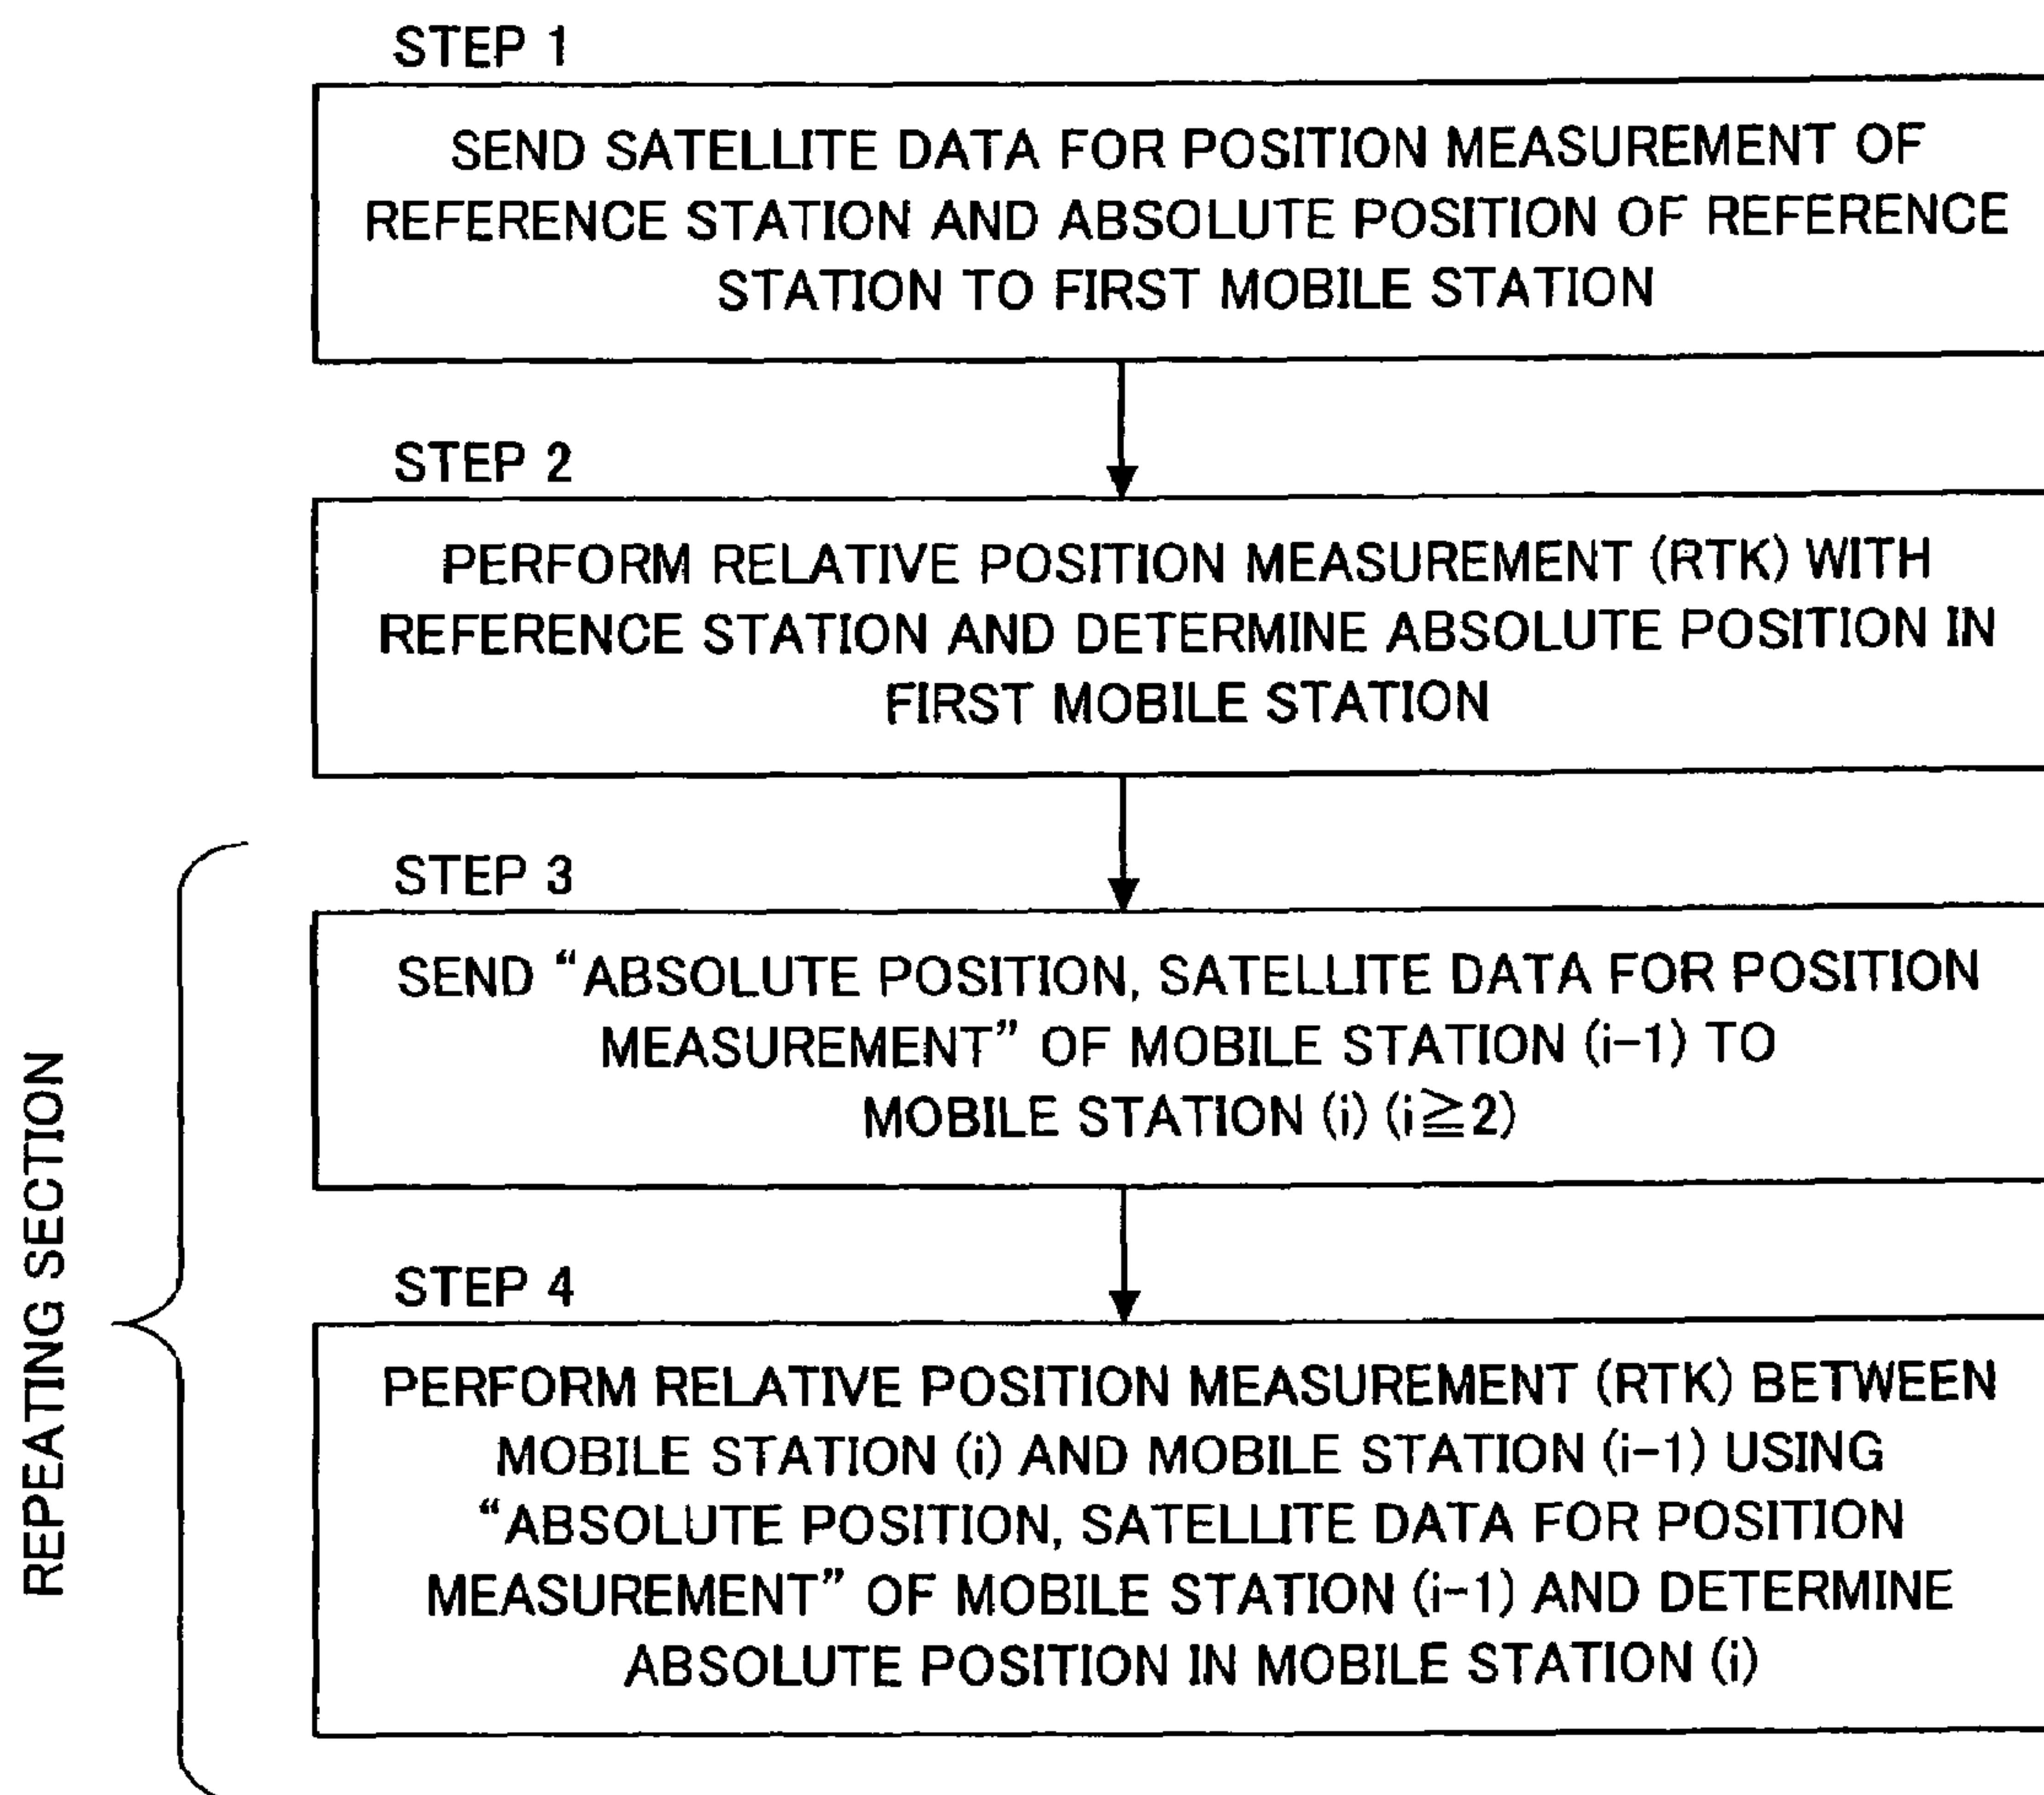 STEP 1
SEND SATELLITE DATA FOR POSITION MEASUREMENT OF
REFERENCE STATION AND ABSOLUTE POSITION OF REFERENCE
STATION TO FIRST MOBILE STATION
STEP 2
PERFORM RELATIVE POSITION MEASUREMENT (RTK) WITH
REFERENCE STATION AND DETERMINE ABSOLUTE POSITION IN
FIRST MOBILE STATION
REPEATING SECTION
STEP 3
SEND “ABSOLUTE POSITION, SATELLITE DATA FOR POSITION
MEASUREMENT” OF MOBILE STATION (i-1) TO
MOBILE STATION (i) (i≧2)
STEP 4
PERFORM RELATIVE POSITION MEASUREMENT (RTK) BETWEEN
MOBILE STATION (i) AND MOBILE STATION (i-1) USING
“ABSOLUTE POSITION, SATELLITE DATA FOR POSITION
MEASUREMENT” OF MOBILE STATION (i-1) AND DETERMINE
ABSOLUTE POSITION IN MOBILE STATION (i)